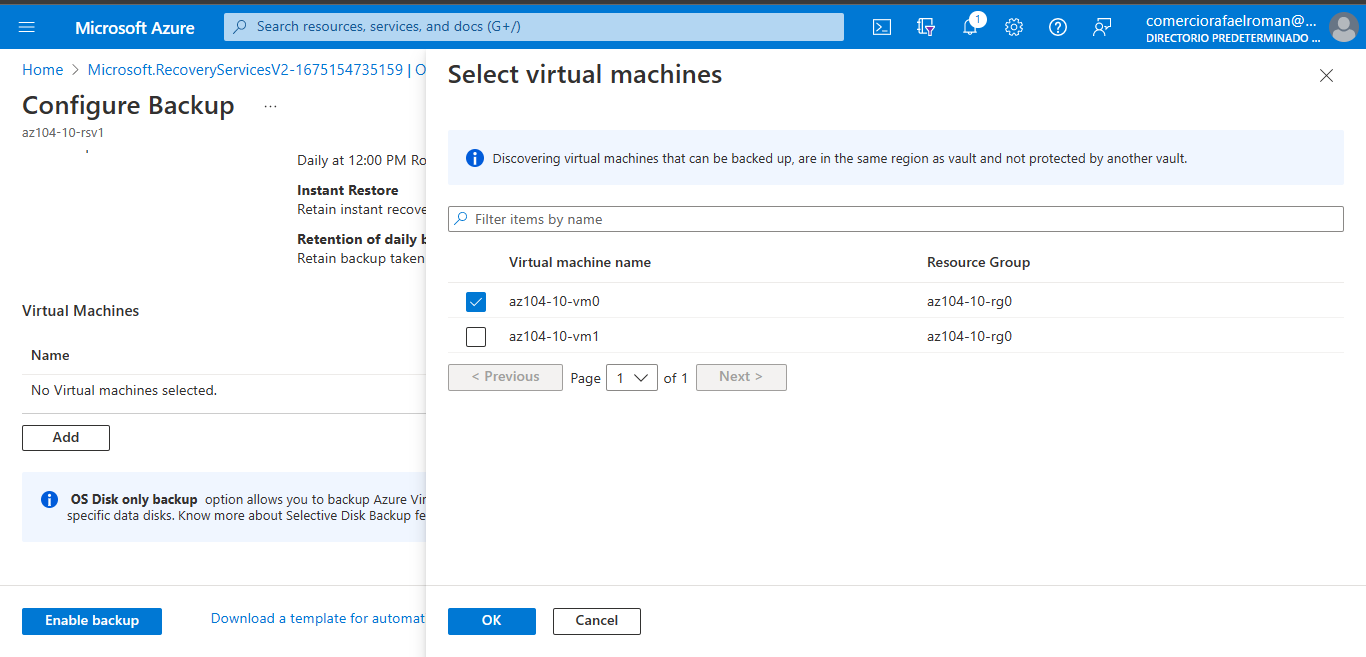 Microsoft Azure
Search resources, services, and docs (G+/)
1
comerciorafaelroman@...
DIRECTORIO PREDETERMINADO ...
Home > Microsoft.RecoveryServicesV2-1675154735159 | O
Configure Backup ...
az104-10-rsv1
Daily at 12:00 PM Ro
Instant Restore
Retain instant recove
Retention of daily b
Retain backup taken
Virtual Machines
Name
No Virtual machines selected.
Add
OS Disk only backup option allows you to backup Azure Vir
specific data disks. Know more about Selective Disk Backup fe
Enable backup
Download a template for automat
Select virtual machines
Discovering virtual machines that can be backed up, are in the same region as vault and not protected by another vault.
Filter items by name
Virtual machine name Resource Group
az104-10-vm0 az104-10-rg0
az104-10-vm1 az104-10-rg0
< Previous Page 1 of 1 Next >
OK Cancel